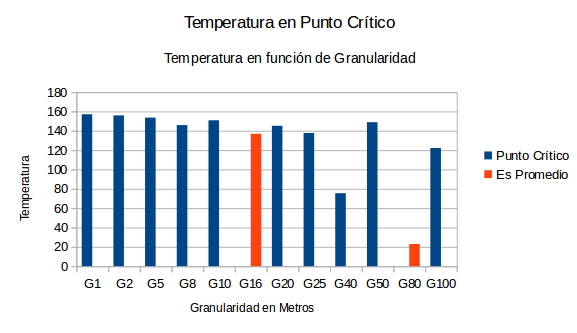 Temperatura en Punto Crítico
Temperatura en función de Granularidad
180
160
140
120
100
80
60
40
20
0
Temperatura
G1 G2 G5 G8 G10 G16 G20 G25 G40 G50 G80 G100
Granularidad en Metros
Punto Crítico
Es Promedio